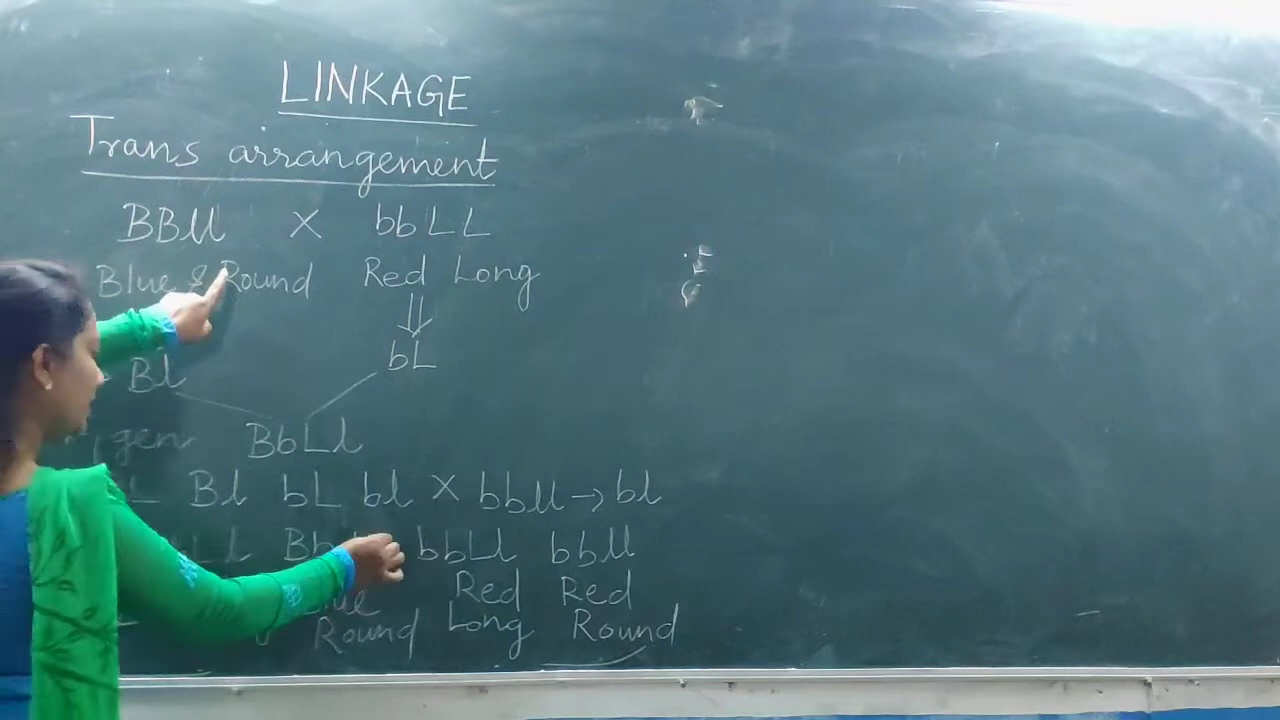 LINKAGE
Trans arrangement
BBll × bbLL
Blue & Round Red Long
⇓
Bl bL
gen BbLl
L Bl bL bl × bbll → bl
l Bb bbLl bbll
Red Red
Round Long Round